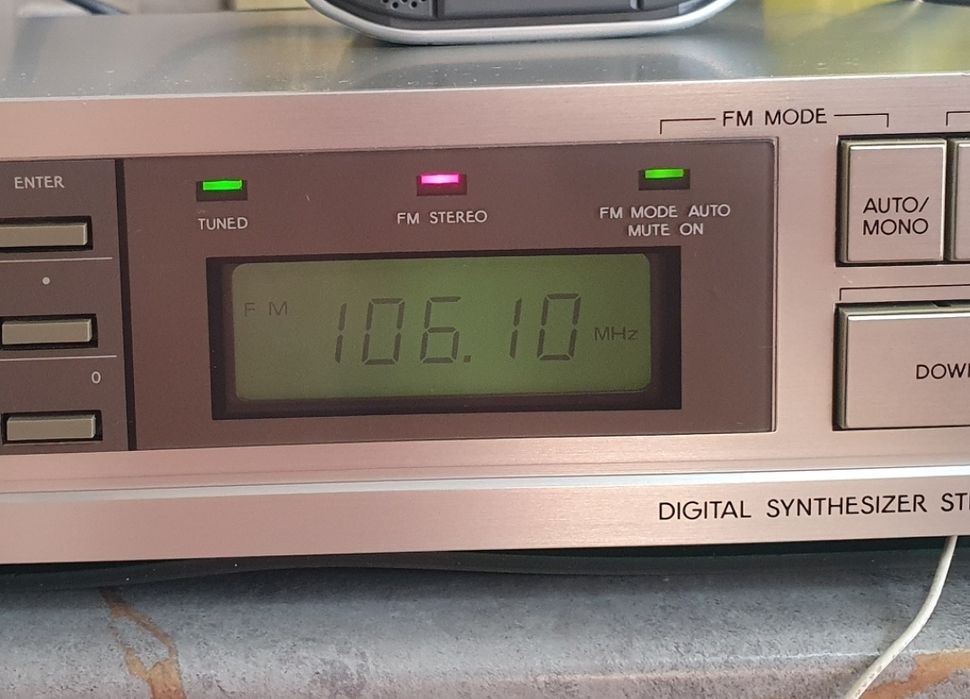 FM MODE
ENTER
TUNED
FM STEREO
FM MODE AUTO
MUTE ON
AUTO/
MONO
FM 106.10 MHz
0
DOW
DIGITAL SYNTHESIZER ST